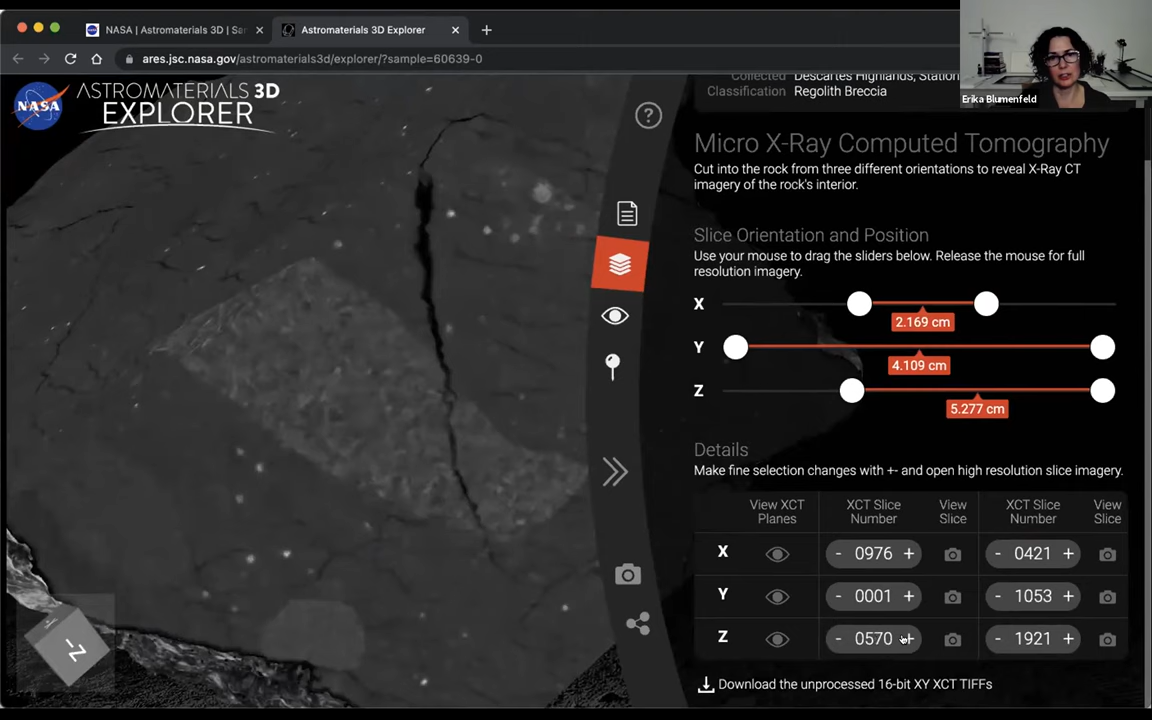 NASA | Astromaterials 3D | Sa
Astromaterials 3D Explorer
ares.jsc.nasa.gov/astromaterials3d/explorer/?sample=60639-0
NASA
ASTROMATERIALS 3D
EXPLORER
Erika Blumenfeld
?
Collected Descartes Highlands, Station
Classification Regolith Breccia
Micro X-Ray Computed Tomography
Cut into the rock from three different orientations to reveal X-Ray CT
imagery of the rock's interior.
Slice Orientation and Position
Use your mouse to drag the sliders below. Release the mouse for full
resolution imagery.
X
2.169 cm
Y
4.109 cm
Z
5.277 cm
Details
Make fine selection changes with +- and open high resolution slice imagery.
View XCT Planes XCT Slice Number View Slice XCT Slice Number View Slice
X - 0976 + - 0421 +
Y - 0001 + - 1053 +
Z - 0570 + - 1921 +
Download the unprocessed 16-bit XY XCT TIFFs
-Z